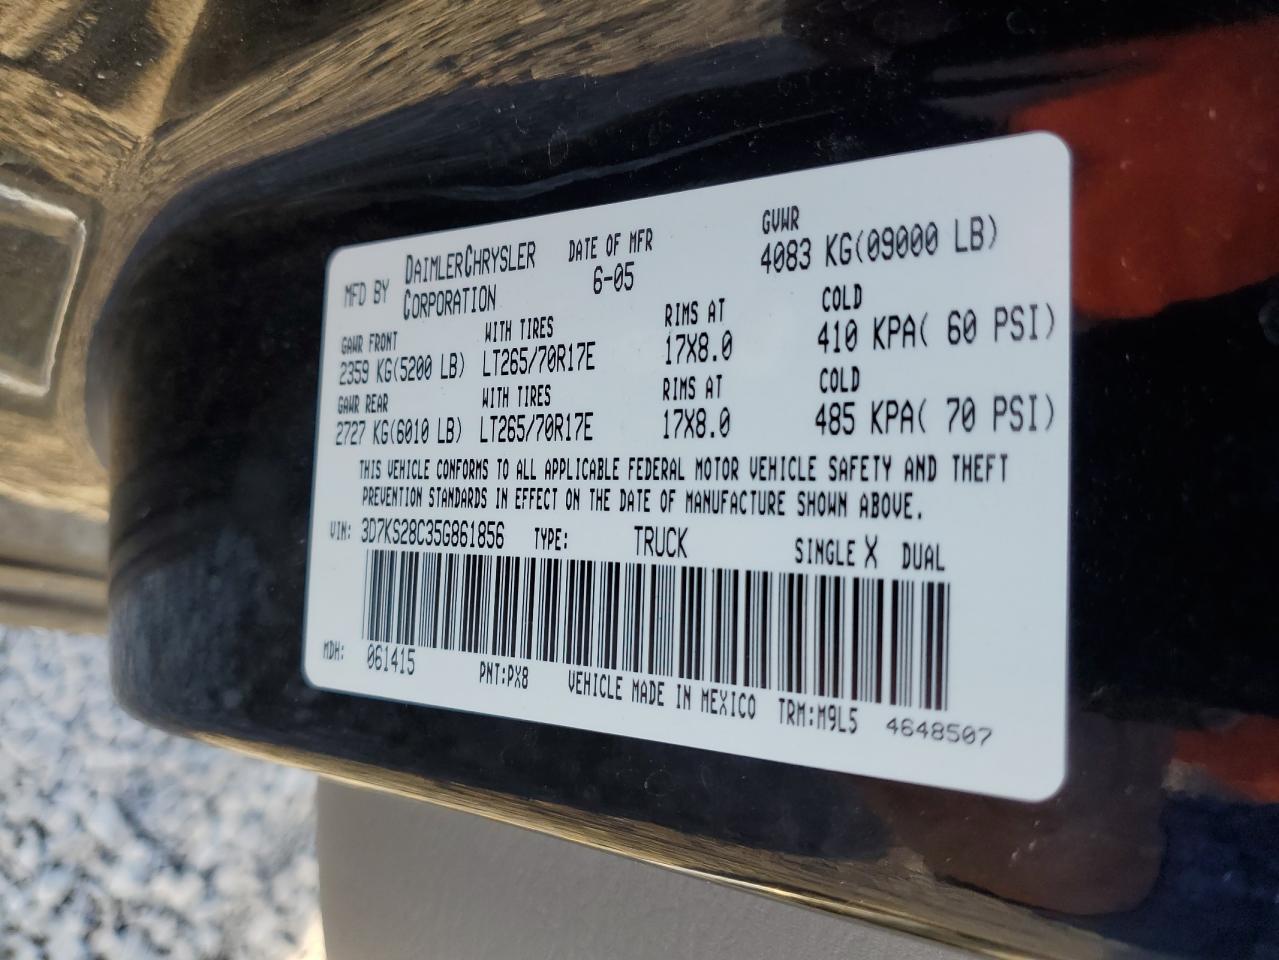 MFD BY DAIMLERCHRYSLER CORPORATION DATE OF MFR 6-05 GVWR 4083 KG(09000 LB)
GAWR FRONT WITH TIRES RIMS AT COLD
2359 KG(5200 LB) LT265/70R17E 17X8.0 410 KPA( 60 PSI)
GAWR REAR WITH TIRES RIMS AT COLD
2727 KG(6010 LB) LT265/70R17E 17X8.0 485 KPA( 70 PSI)
THIS VEHICLE CONFORMS TO ALL APPLICABLE FEDERAL MOTOR VEHICLE SAFETY AND THEFT
PREVENTION STANDARDS IN EFFECT ON THE DATE OF MANUFACTURE SHOWN ABOVE.
VIN: 3D7KS28C35G861856 TYPE: TRUCK SINGLE X DUAL
MDH: 061415 PNT:PX8 VEHICLE MADE IN MEXICO TRM:M9L5 4648507